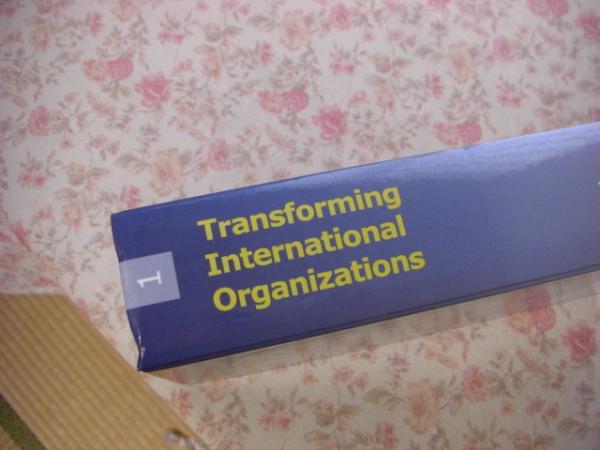 Transforming
International
Organizations
1